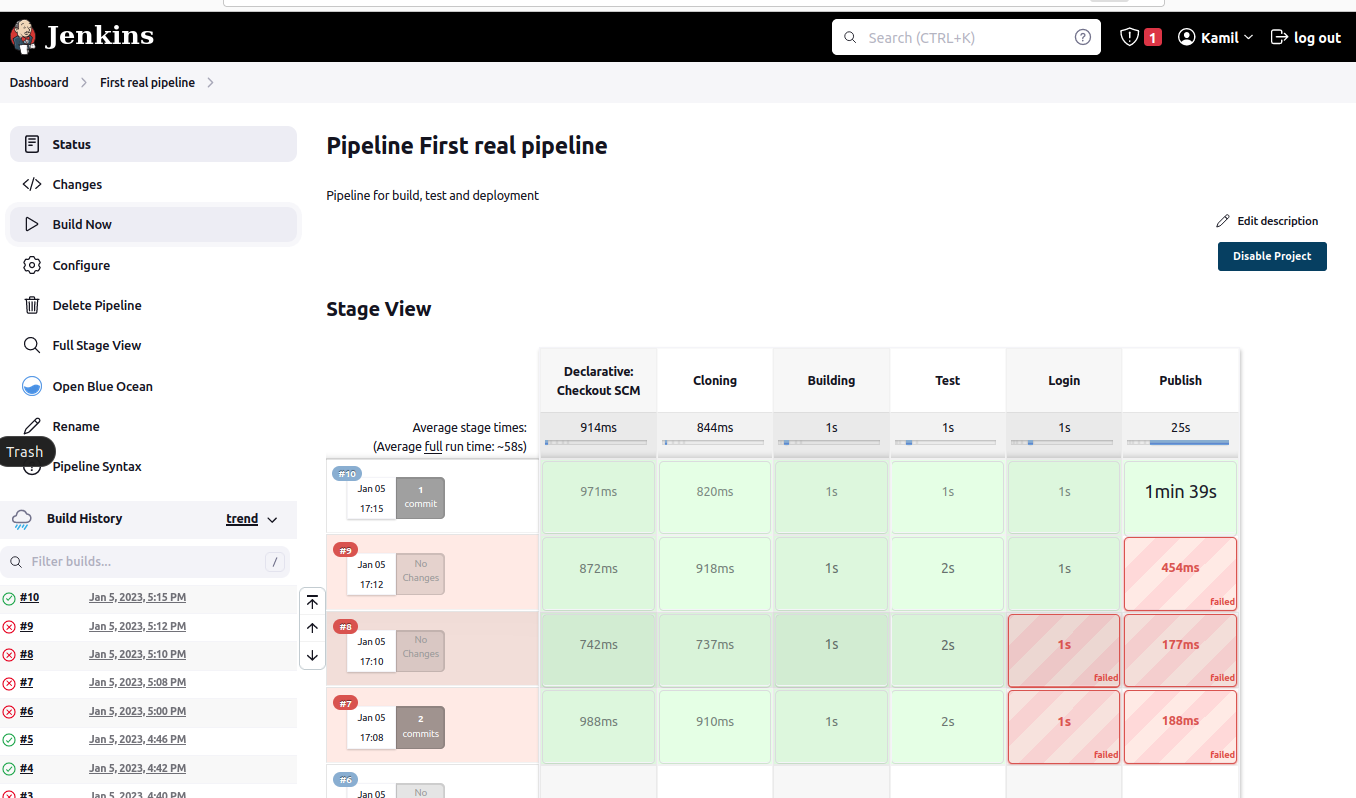 Jenkins
Search (CTRL+K)
1
Kamil
log out
Dashboard
First real pipeline
Status
Changes
Build Now
Configure
Delete Pipeline
Full Stage View
Open Blue Ocean
Rename
Trash
Pipeline Syntax
Build History
trend
Filter builds...
/
#10 Jan 5, 2023, 5:15 PM
#9 Jan 5, 2023, 5:12 PM
#8 Jan 5, 2023, 5:10 PM
#7 Jan 5, 2023, 5:08 PM
#6 Jan 5, 2023, 5:00 PM
#5 Jan 5, 2023, 4:46 PM
#4 Jan 5, 2023, 4:42 PM
#3 Jan 5, 2023, 4:40 PM
Pipeline First real pipeline
Pipeline for build, test and deployment
Edit description
Disable Project
Stage View
Declarative:
Checkout SCM
Cloning
Building
Test
Login
Publish
Average stage times:
(Average full run time: ~58s)
914ms
844ms
1s
1s
1s
25s
#10
Jan 05
17:15
1
commit
971ms
820ms
1s
1s
1s
1min 39s
#9
Jan 05
17:12
No
Changes
872ms
918ms
1s
2s
1s
454ms
failed
#8
Jan 05
17:10
No
Changes
742ms
737ms
1s
2s
1s
failed
177ms
failed
#7
Jan 05
17:08
2
commits
988ms
910ms
1s
2s
1s
failed
188ms
failed
#6
Jan 05
No